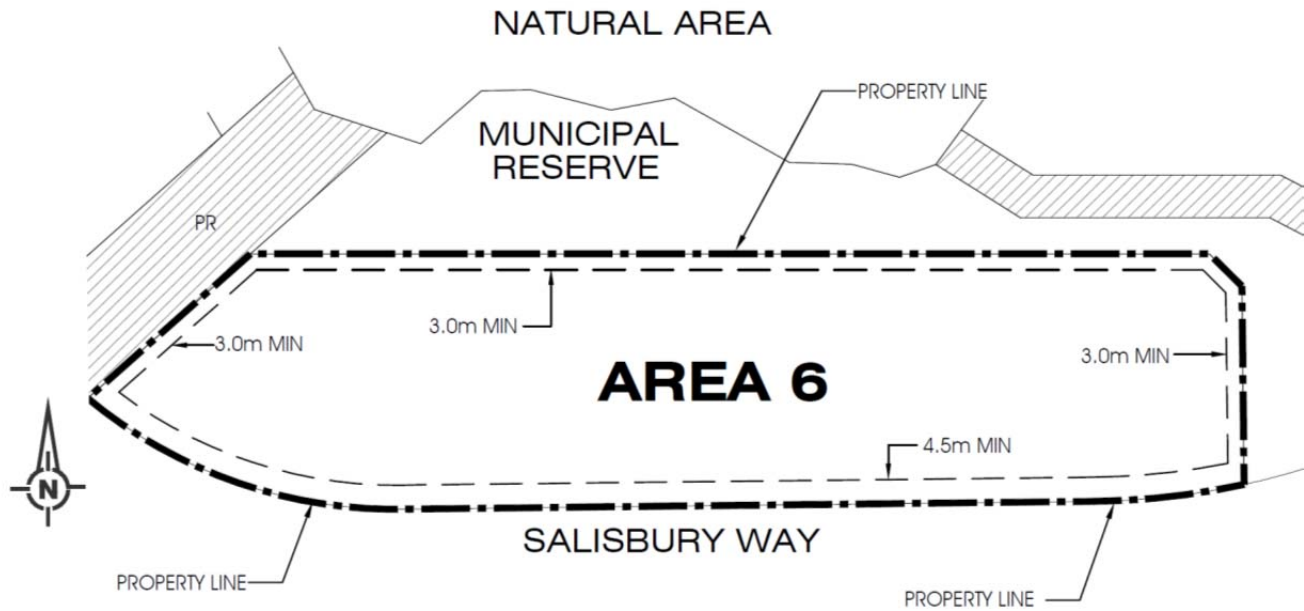 NATURAL AREA
PROPERTY LINE
MUNICIPAL
RESERVE
PR
3.0m MIN
3.0m MIN
3.0m MIN
AREA 6
4.5m MIN
N
SALISBURY WAY
PROPERTY LINE
PROPERTY LINE